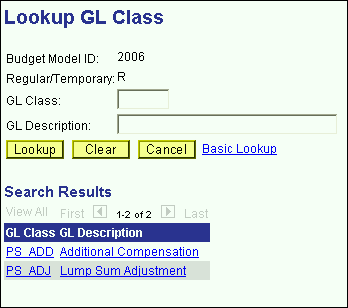 Lookup GL Class
Budget Model ID: 2006
Regular/Temporary: R
GL Class:
GL Description:
Lookup Clear Cancel Basic Lookup
Search Results
View All First 1-2 of 2 Last
GL Class GL Description
PS_ADD Additional Compensation
PS_ADJ Lump Sum Adjustment